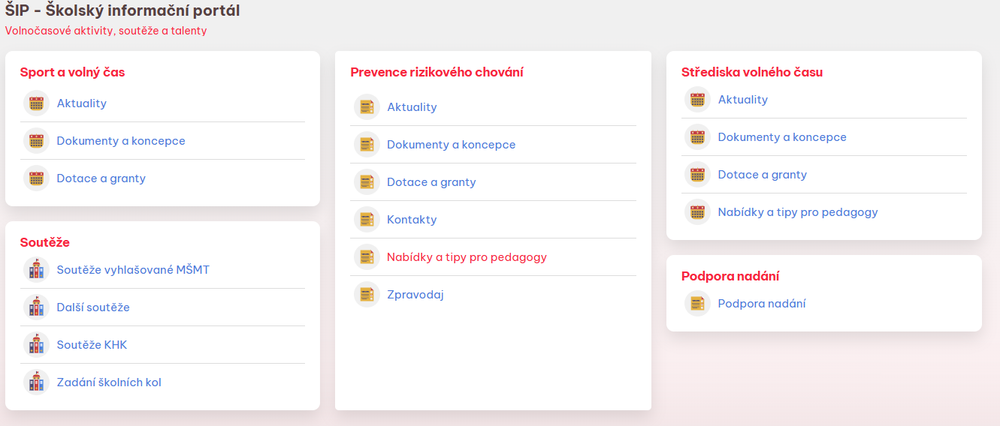 ŠIP - Školský informační portál
Volnočasové aktivity, soutěže a talenty
Sport a volný čas
Aktuality
Dokumenty a koncepce
Dotace a granty
Soutěže
Soutěže vyhlašované MŠMT
Další soutěže
Soutěže KHK
Zadání školních kol
Prevence rizikového chování
Aktuality
Dokumenty a koncepce
Dotace a granty
Kontakty
Nabídky a tipy pro pedagogy
Zpravodaj
Střediska volného času
Aktuality
Dokumenty a koncepce
Dotace a granty
Nabídky a tipy pro pedagogy
Podpora nadání
Podpora nadání